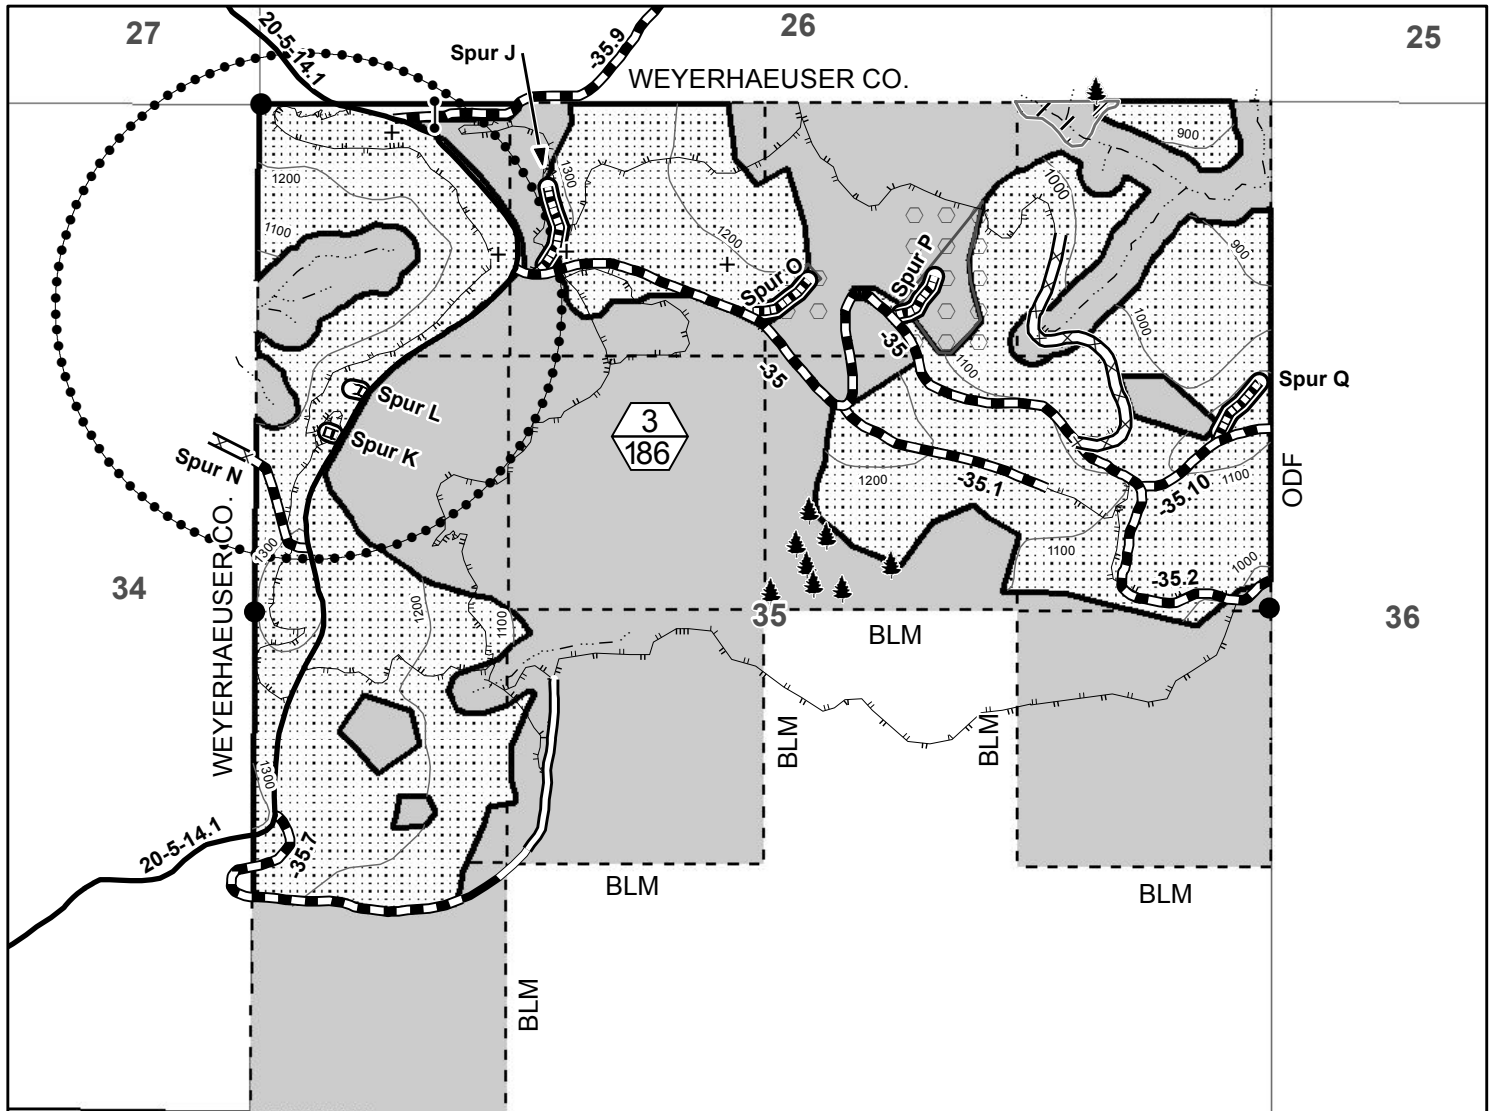 27
26
25
20-5-14.1
-35.9
Spur J
WEYERHAEUSER CO.
900
1300
1200
1000
1100
1200
900
Spur P
Spur O
1000
-35
1100
-35
Spur Q
Spur L
3
186
Spur K
Spur N
1200
-35.1
-35.10
1100
ODF
WEYERHAEUSER CO.
1300
1100
1000
34
-35.2
1200
1100
35
BLM
36
BLM
BLM
1300
20-5-14.1
-35.7
BLM
BLM
BLM